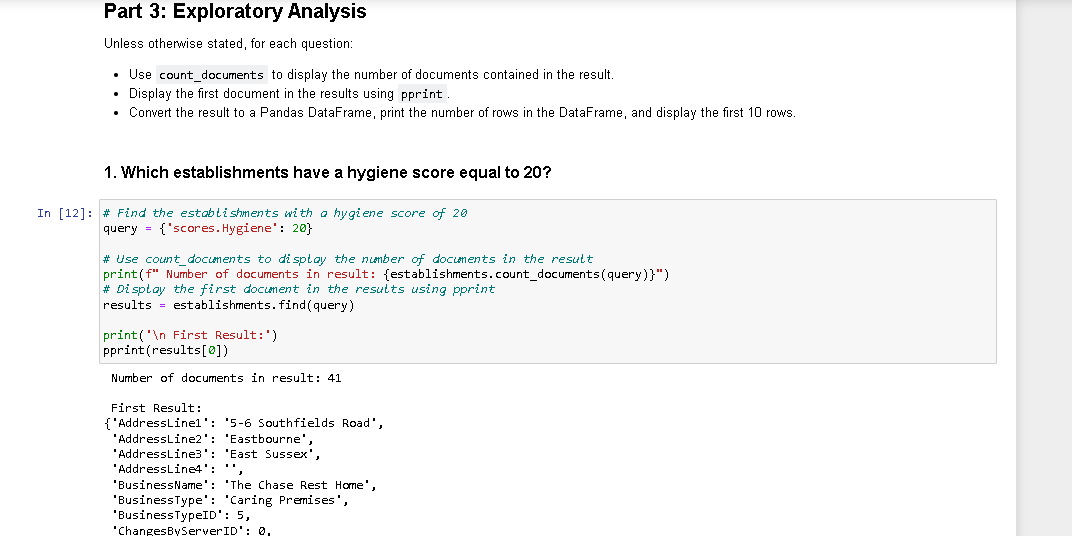 Part 3: Exploratory Analysis
Unless otherwise stated, for each question:
• Use count_documents to display the number of documents contained in the result.
• Display the first document in the results using pprint.
• Convert the result to a Pandas DataFrame, print the number of rows in the DataFrame, and display the first 10 rows.
1. Which establishments have a hygiene score equal to 20?
In [12]: # Find the establishments with a hygiene score of 20
query = {'scores.Hygiene': 20}
# Use count_documents to display the number of documents in the result
print(f" Number of documents in result: {establishments.count_documents(query)}")
# Display the first document in the results using pprint
results = establishments.find(query)
print('\n First Result:')
pprint(results[0])
Number of documents in result: 41
First Result:
{'AddressLine1': '5-6 Southfields Road',
'AddressLine2': 'Eastbourne',
'AddressLine3': 'East Sussex',
'AddressLine4': '',
'BusinessName': 'The Chase Rest Home',
'BusinessType': 'Caring Premises',
'BusinessTypeID': 5,
'ChangesByServerID': 0,